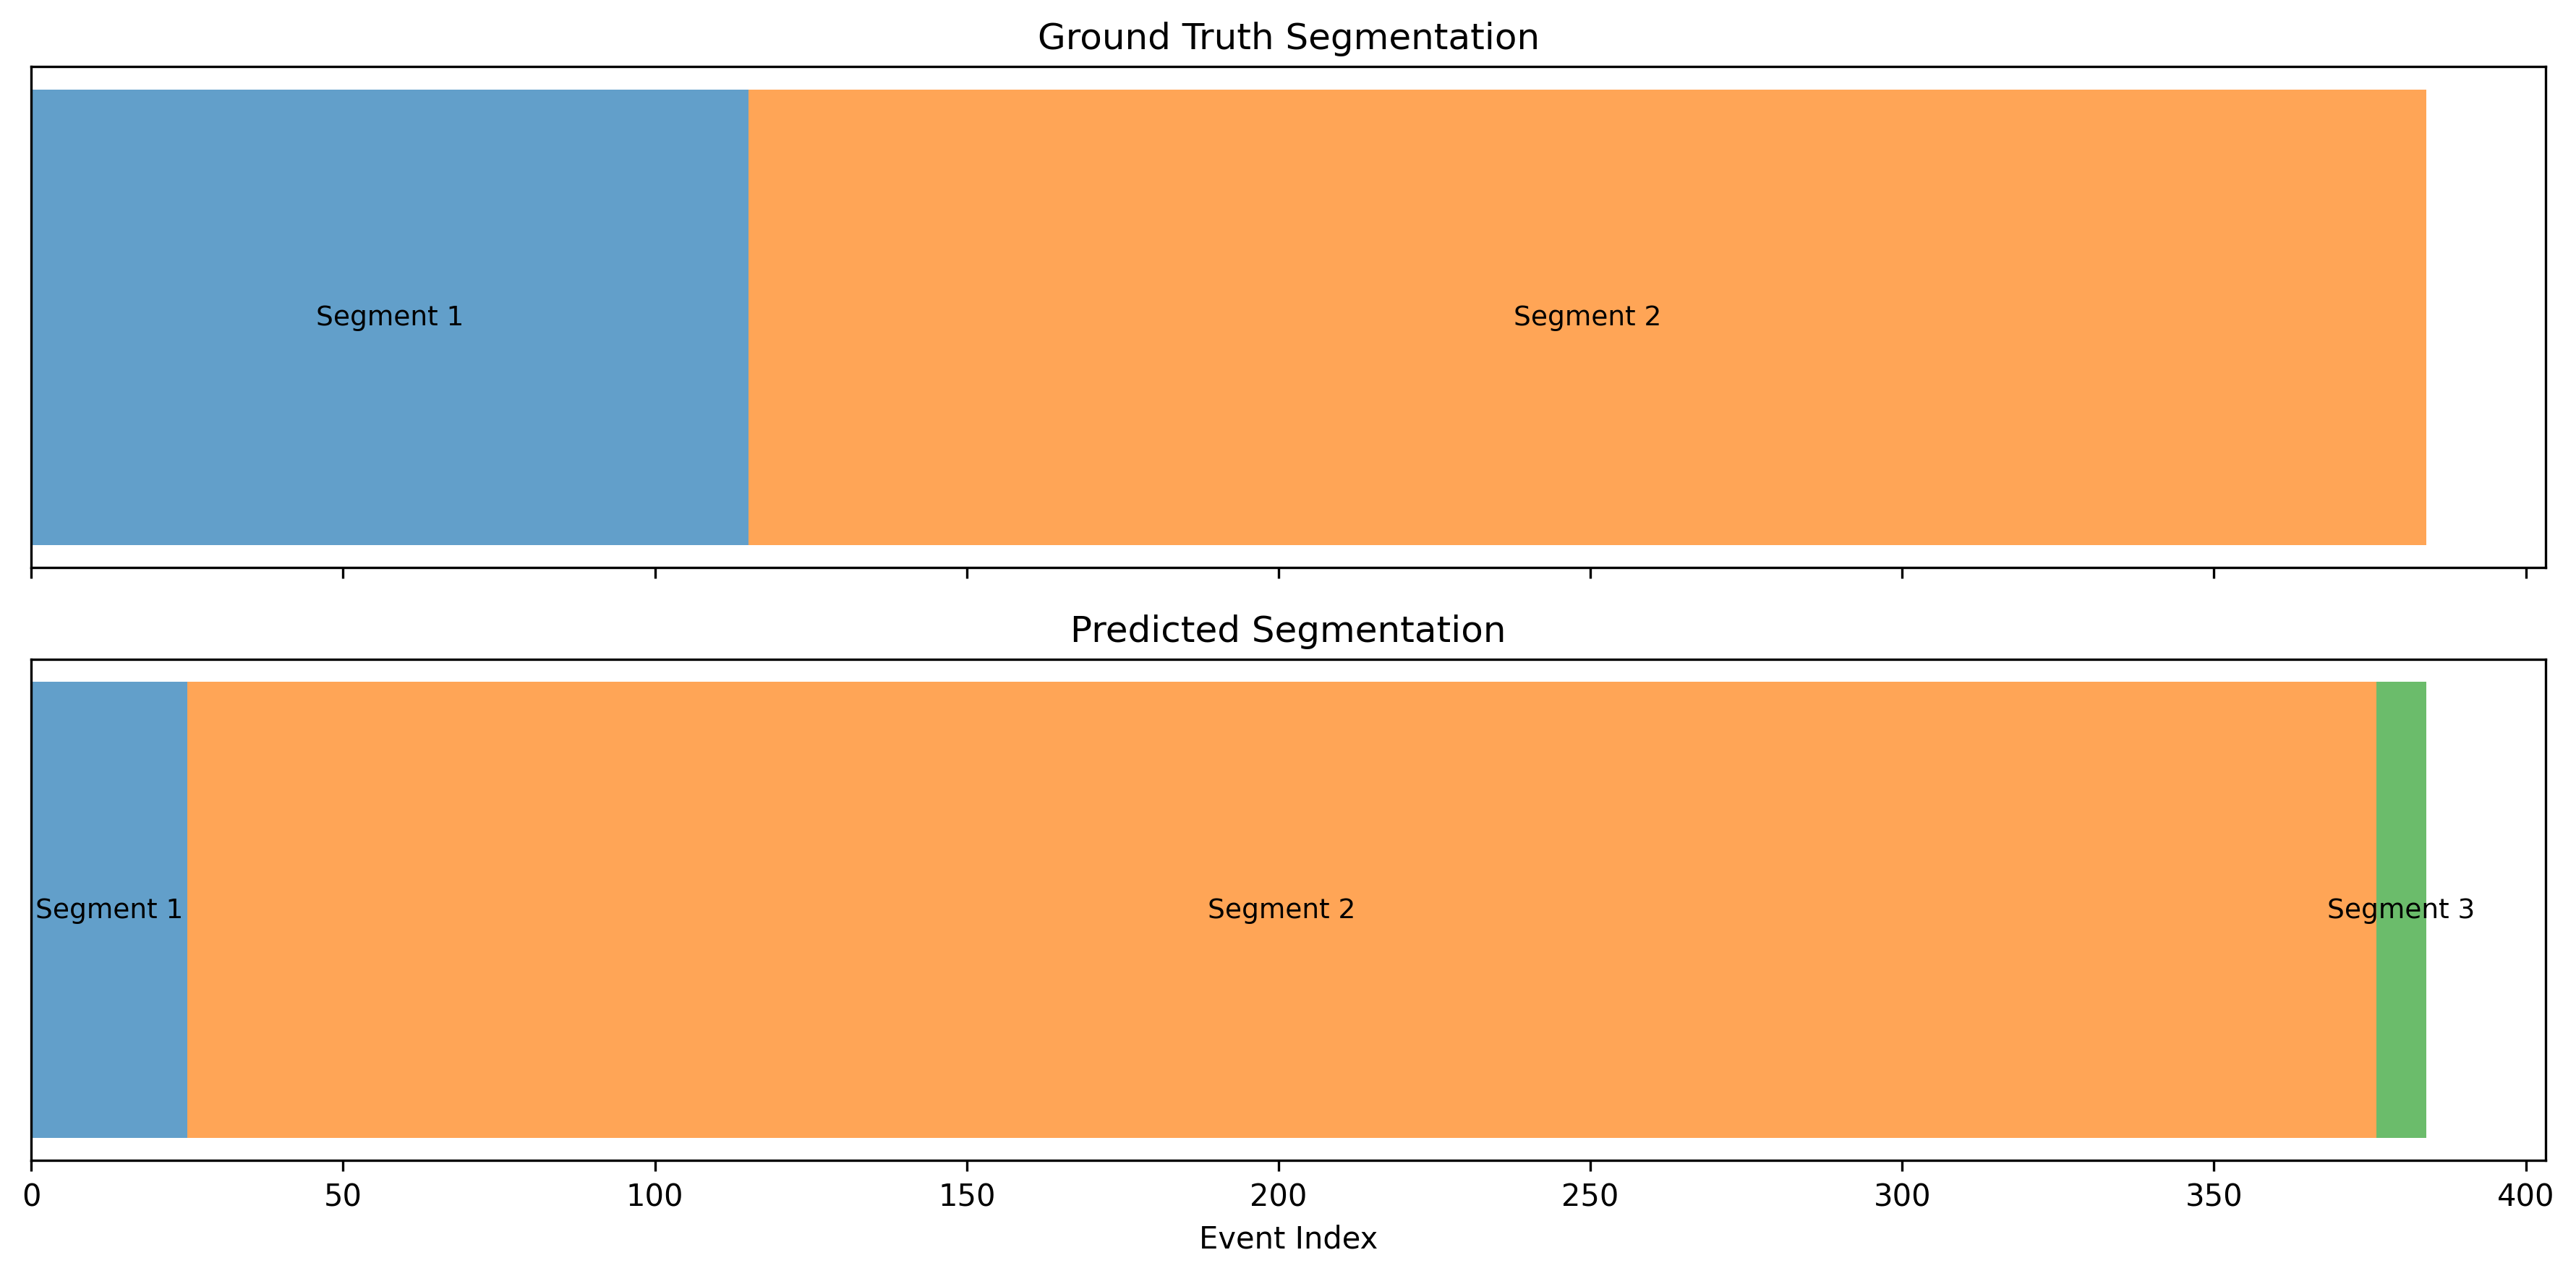 Ground Truth Segmentation
Segment 1
Segment 2
Predicted Segmentation
Segment 1
Segment 2
Segment 3
0 50 100 150 200 250 300 350 400
Event Index